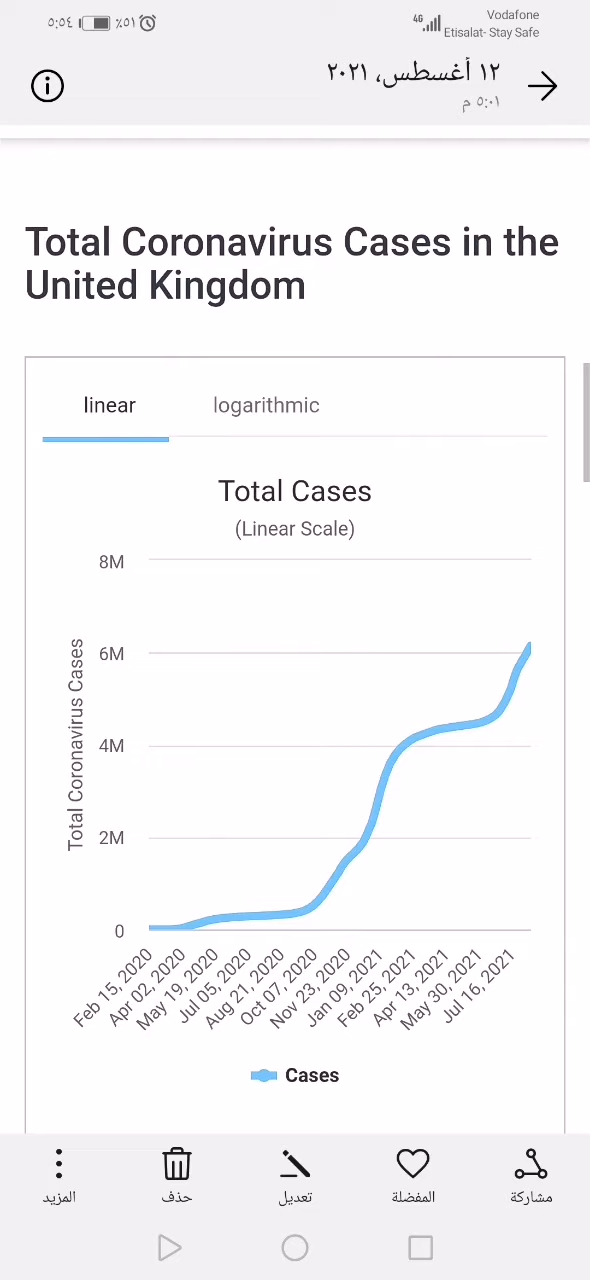 ٥:٥٤ ٪٥١ 4G Vodafone
Etisalat- Stay Safe
١٢ أغسطس، ٢٠٢١
٥:٠١ م
Total Coronavirus Cases in the
United Kingdom
linear logarithmic
Total Cases
(Linear Scale)
Total Coronavirus Cases
8M
6M
4M
2M
0
Feb 15, 2020
Apr 02, 2020
May 19, 2020
Jul 05, 2020
Aug 21, 2020
Oct 07, 2020
Nov 23, 2020
Jan 09, 2021
Feb 25, 2021
Apr 13, 2021
May 30, 2021
Jul 16, 2021
Cases
مشاركة المفضلة تعديل حذف المزيد